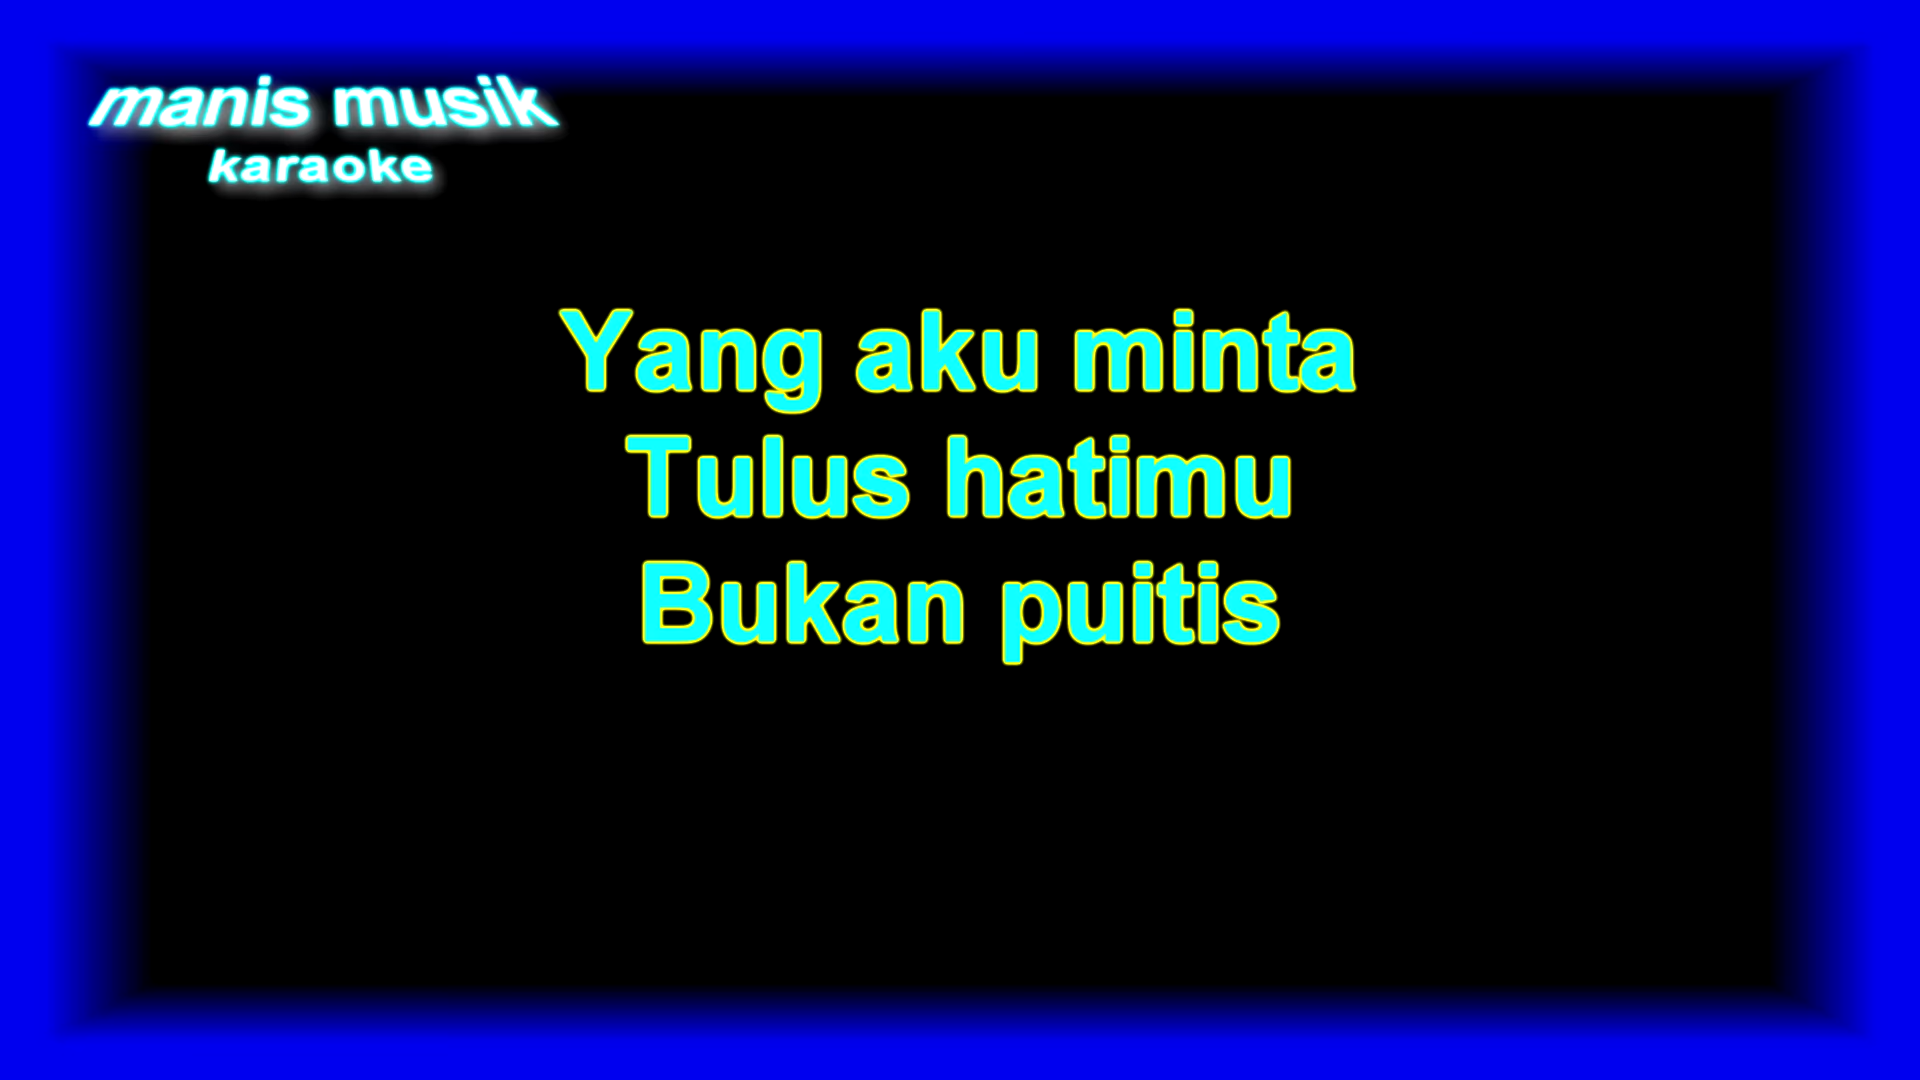 manis musik
karaoke
Yang aku minta
Tulus hatimu
Bukan puitis